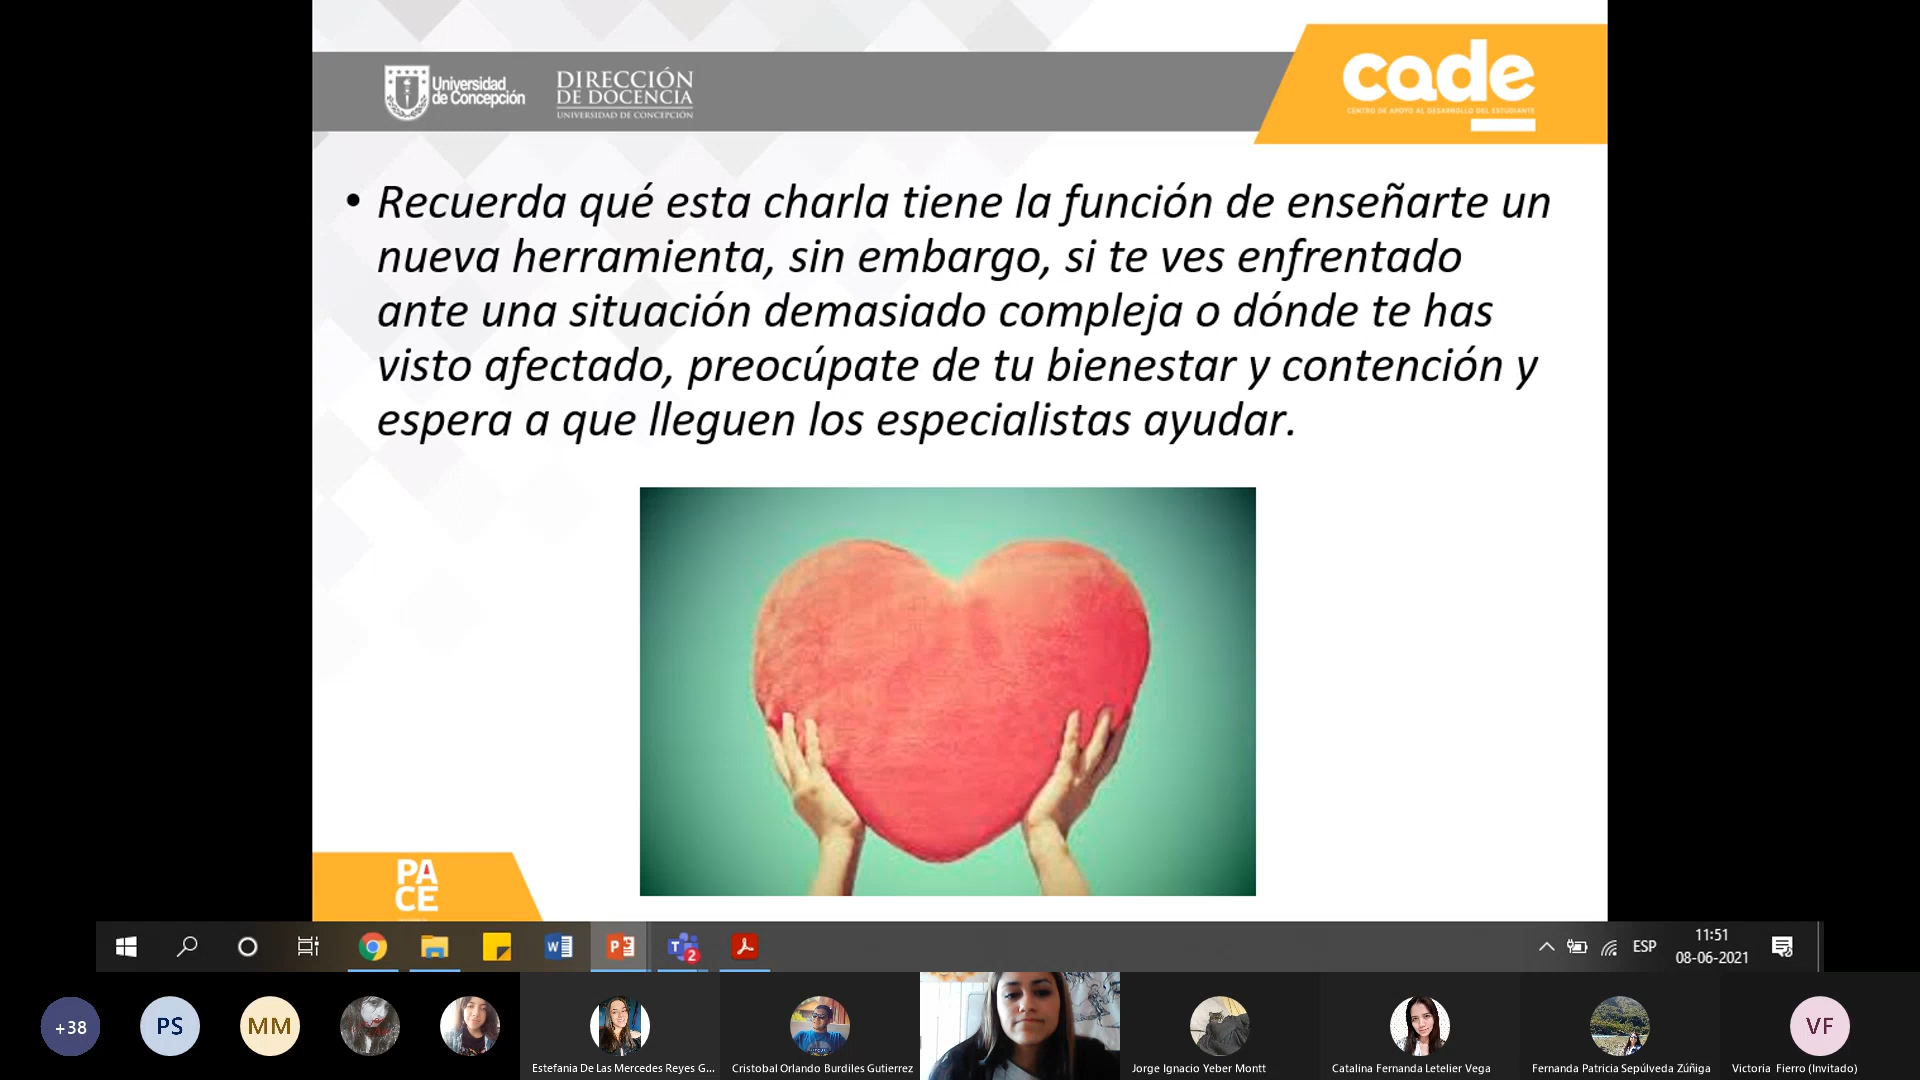 Universidad
de Concepción
DIRECCIÓN
DE DOCENCIA
UNIVERSIDAD DE CONCEPCIÓN
cade
CENTRO DE APOYO AL DESARROLLO DEL ESTUDIANTE
• Recuerda qué esta charla tiene la función de enseñarte un
nueva herramienta, sin embargo, si te ves enfrentado
ante una situación demasiado compleja o dónde te has
visto afectado, preocúpate de tu bienestar y contención y
espera a que lleguen los especialistas ayudar.
PA
CE
ESP
11:51
08-06-2021
2
+38
PS
MM
VF
Estefania De Las Mercedes Reyes G...
Cristobal Orlando Burdiles Gutierrez
Jorge Ignacio Yeber Montt
Catalina Fernanda Letelier Vega
Fernanda Patricia Sepúlveda Zúñiga
Victoria Fierro (Invitado)